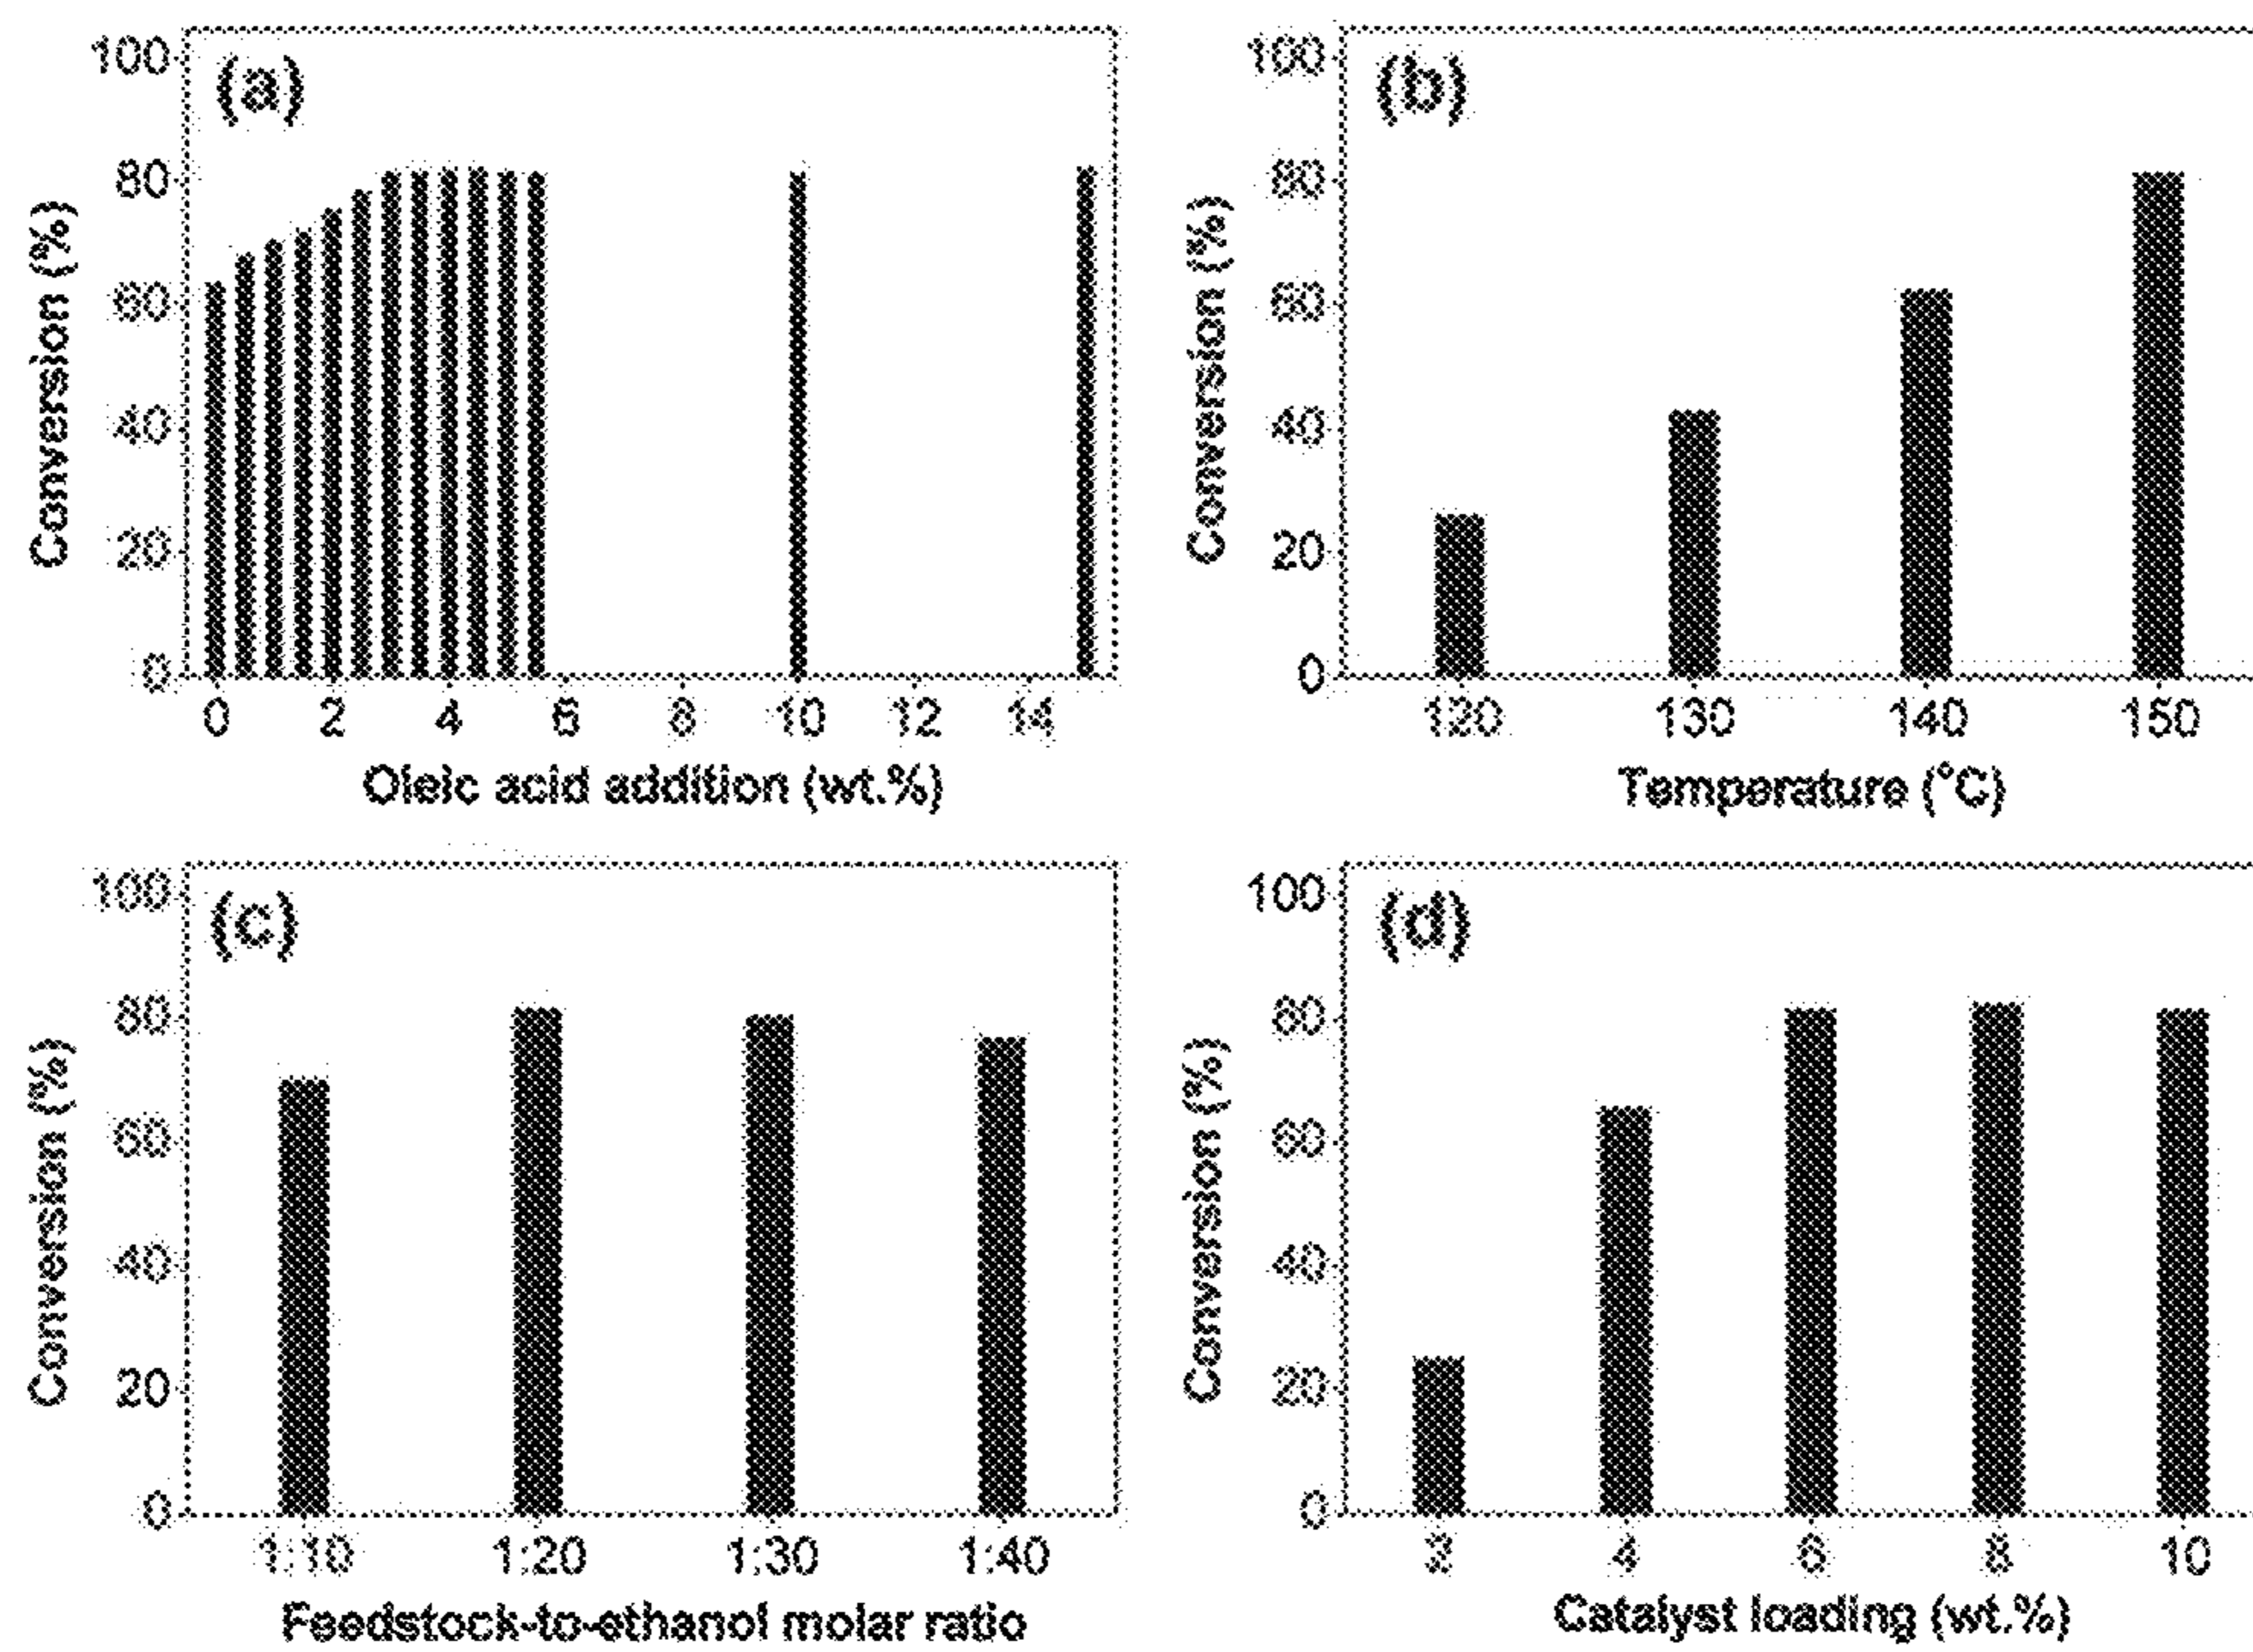 (a)
100
80
60
40
20
0
Conversion (%)
0 2 4 6 8 10 12 14
Oleic acid addition (wt.%)
(b)
100
80
60
40
20
0
Conversion (%)
120 130 140 150
Temperature (°C)
(c)
100
80
60
40
20
0
Conversion (%)
1:10 1:20 1:30 1:40
Feedstock-to-ethanol molar ratio
(d)
100
80
60
40
20
0
Conversion (%)
2 4 6 8 10
Catalyst loading (wt.%)